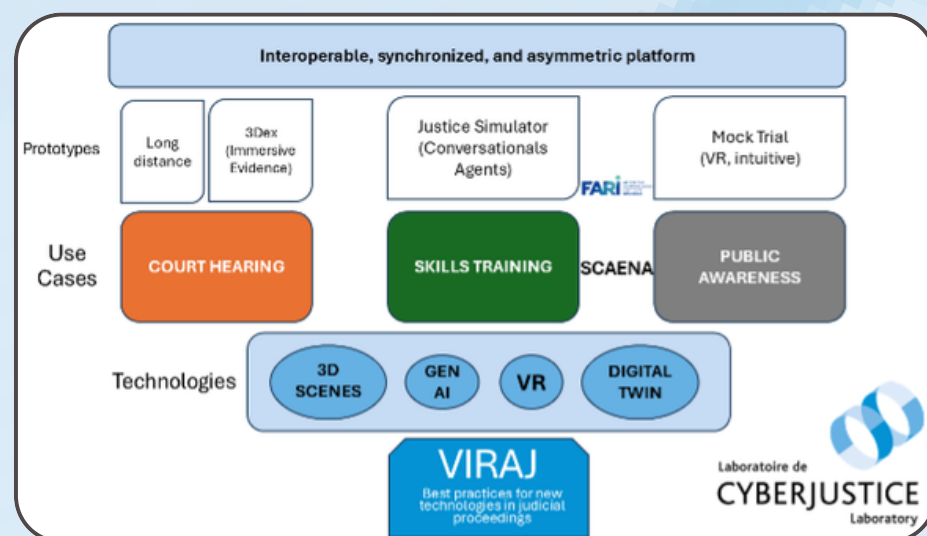 Interoperable, synchronized, and asymmetric platform
Prototypes
Long
distance
3Dex
(Immersive
Evidence)
Justice Simulator
(Conversationals
Agents)
FARI
Mock Trial
(VR, intuitive)
Use
Cases
COURT HEARING
SKILLS TRAINING
SCAENA
PUBLIC
AWARENESS
Technologies
3D
SCENES
GEN
AI
VR
DIGITAL
TWIN
VIRAJ
Best practices for new
technologies in judicial
proceedings
Laboratoire de
CYBERJUSTICE
Laboratory